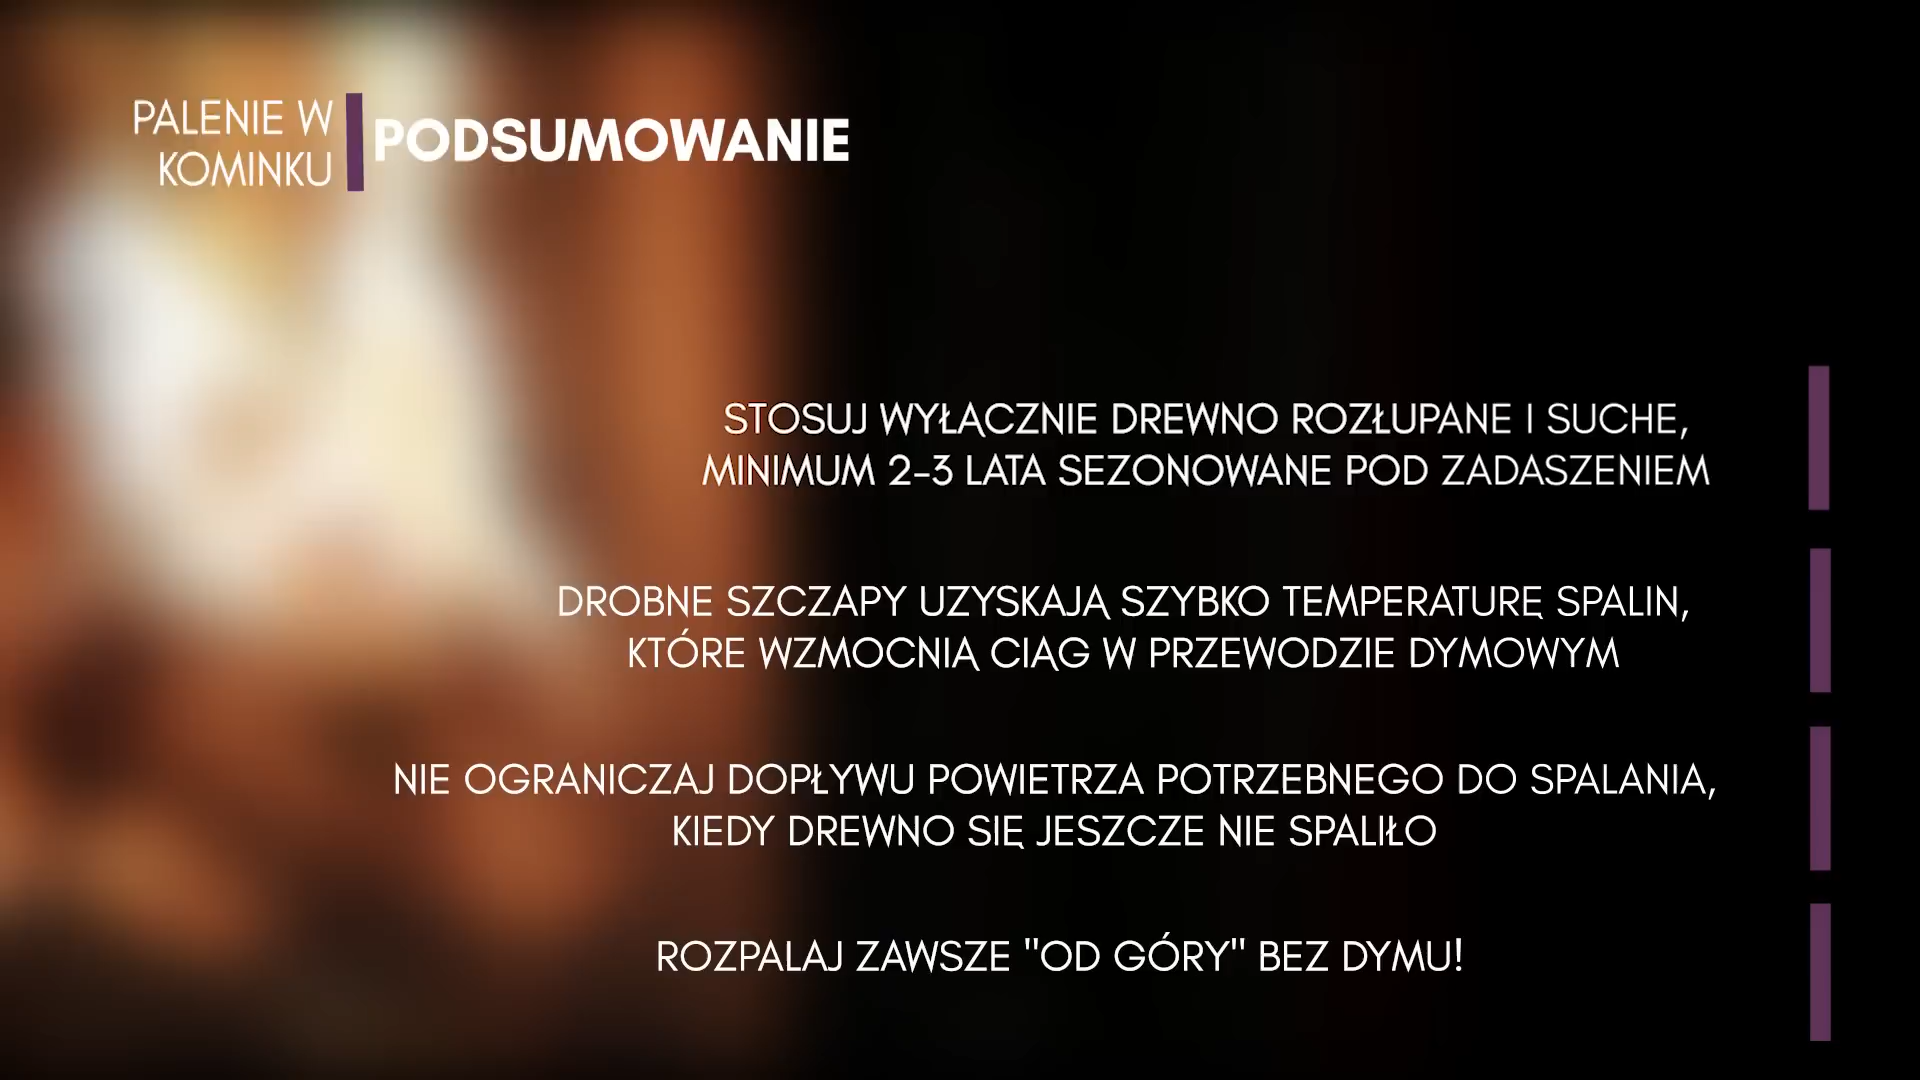 PALENIE W
KOMINKU
PODSUMOWANIE
STOSUJ WYŁĄCZNIE DREWNO ROZŁUPANE I SUCHE,
MINIMUM 2-3 LATA SEZONOWANE POD ZADASZENIEM
DROBNE SZCZAPY UZYSKAJĄ SZYBKO TEMPERATURĘ SPALIN,
KTÓRE WZMOCNIĄ CIĄG W PRZEWODZIE DYMOWYM
NIE OGRANICZAJ DOPŁYWU POWIETRZA POTRZEBNEGO DO SPALANIA,
KIEDY DREWNO SIĘ JESZCZE NIE SPALIŁO
ROZPALAJ ZAWSZE "OD GÓRY" BEZ DYMU!